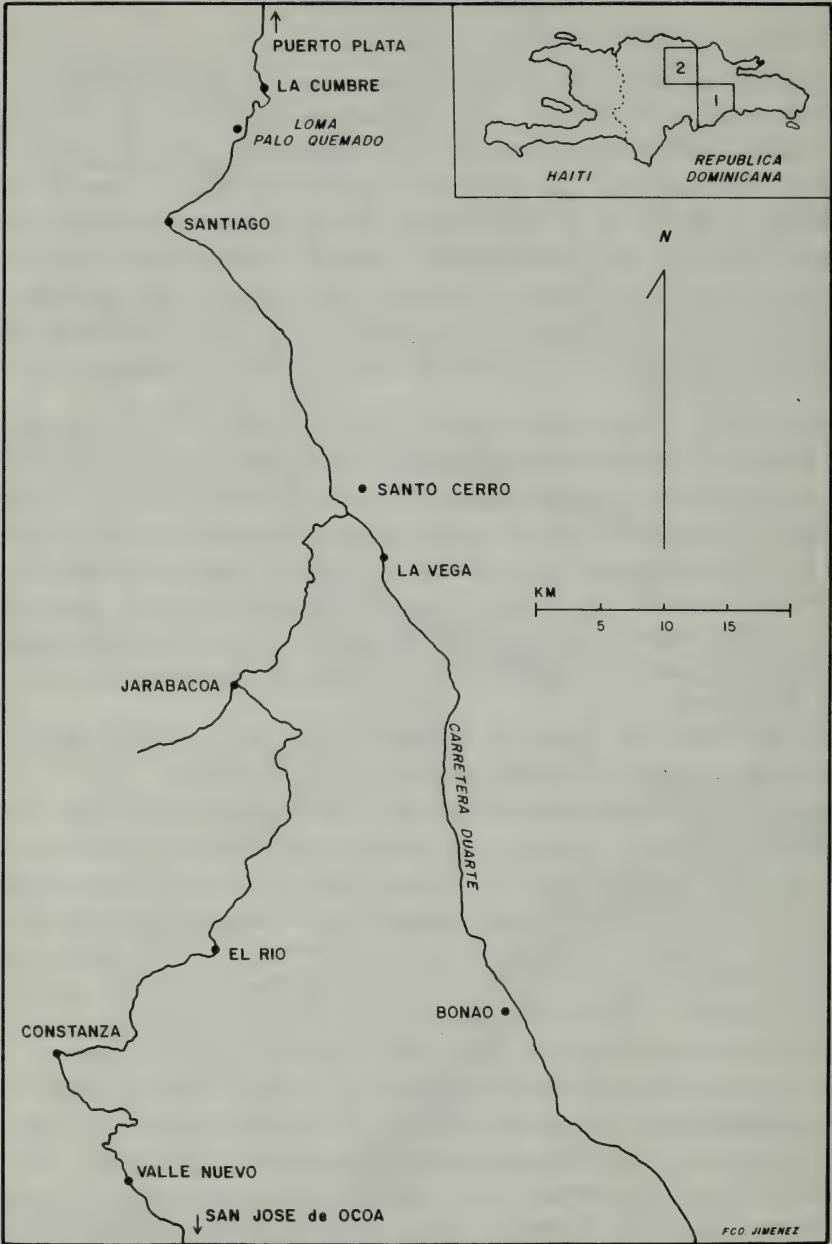 PUERTO PLATA
LA CUMBRE
LOMA
PALO QUEMADO
SANTIAGO
2
1
HAITI
REPUBLICA
DOMINICANA
N
SANTO CERRO
LA VEGA
KM
5 10 15
JARABACOA
CARRETERA DUARTE
EL RIO
BONAO
CONSTANZA
VALLE NUEVO
SAN JOSE de OCOA
FCO. JIMENEZ